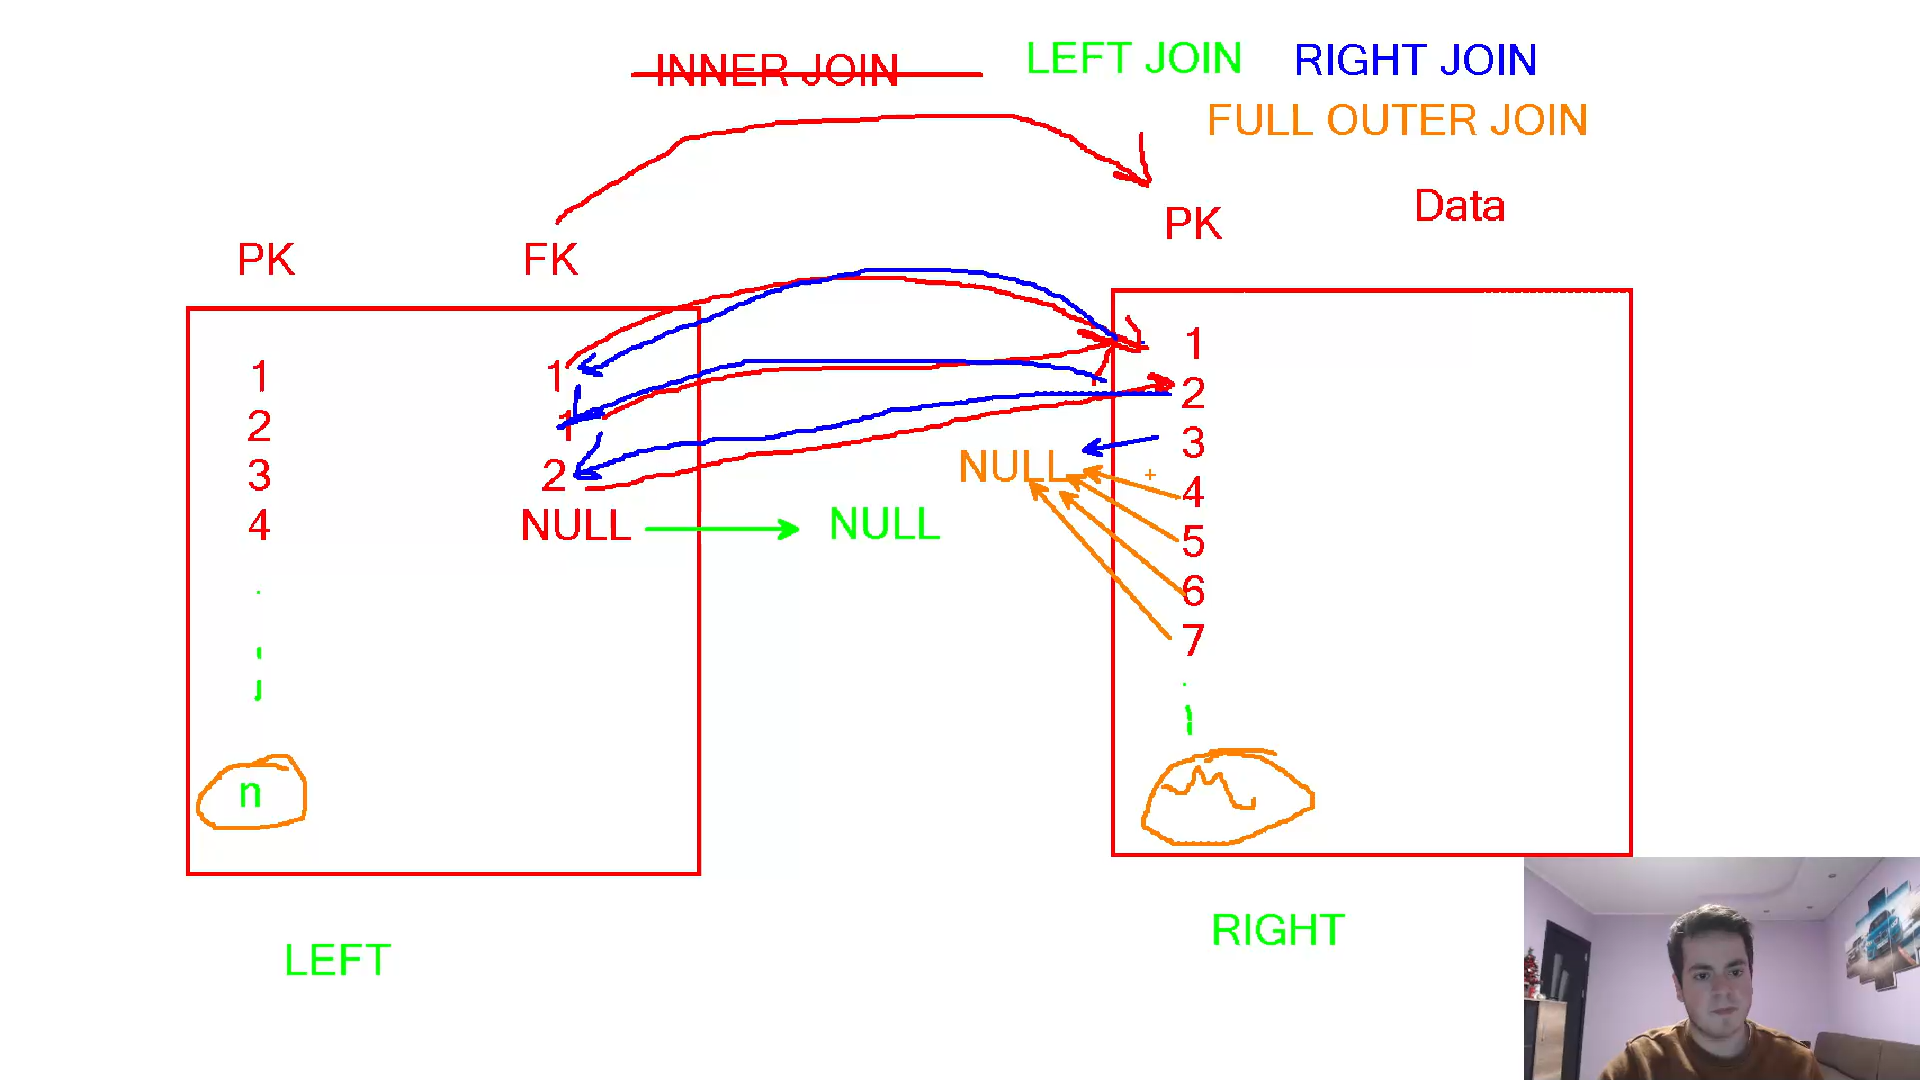 INNER JOIN LEFT JOIN RIGHT JOIN
FULL OUTER JOIN
PK FK PK Data
1 1 1
2 1 2
3 2 3
4 NULL NULL NULL 4
5
6
7
n
LEFT RIGHT